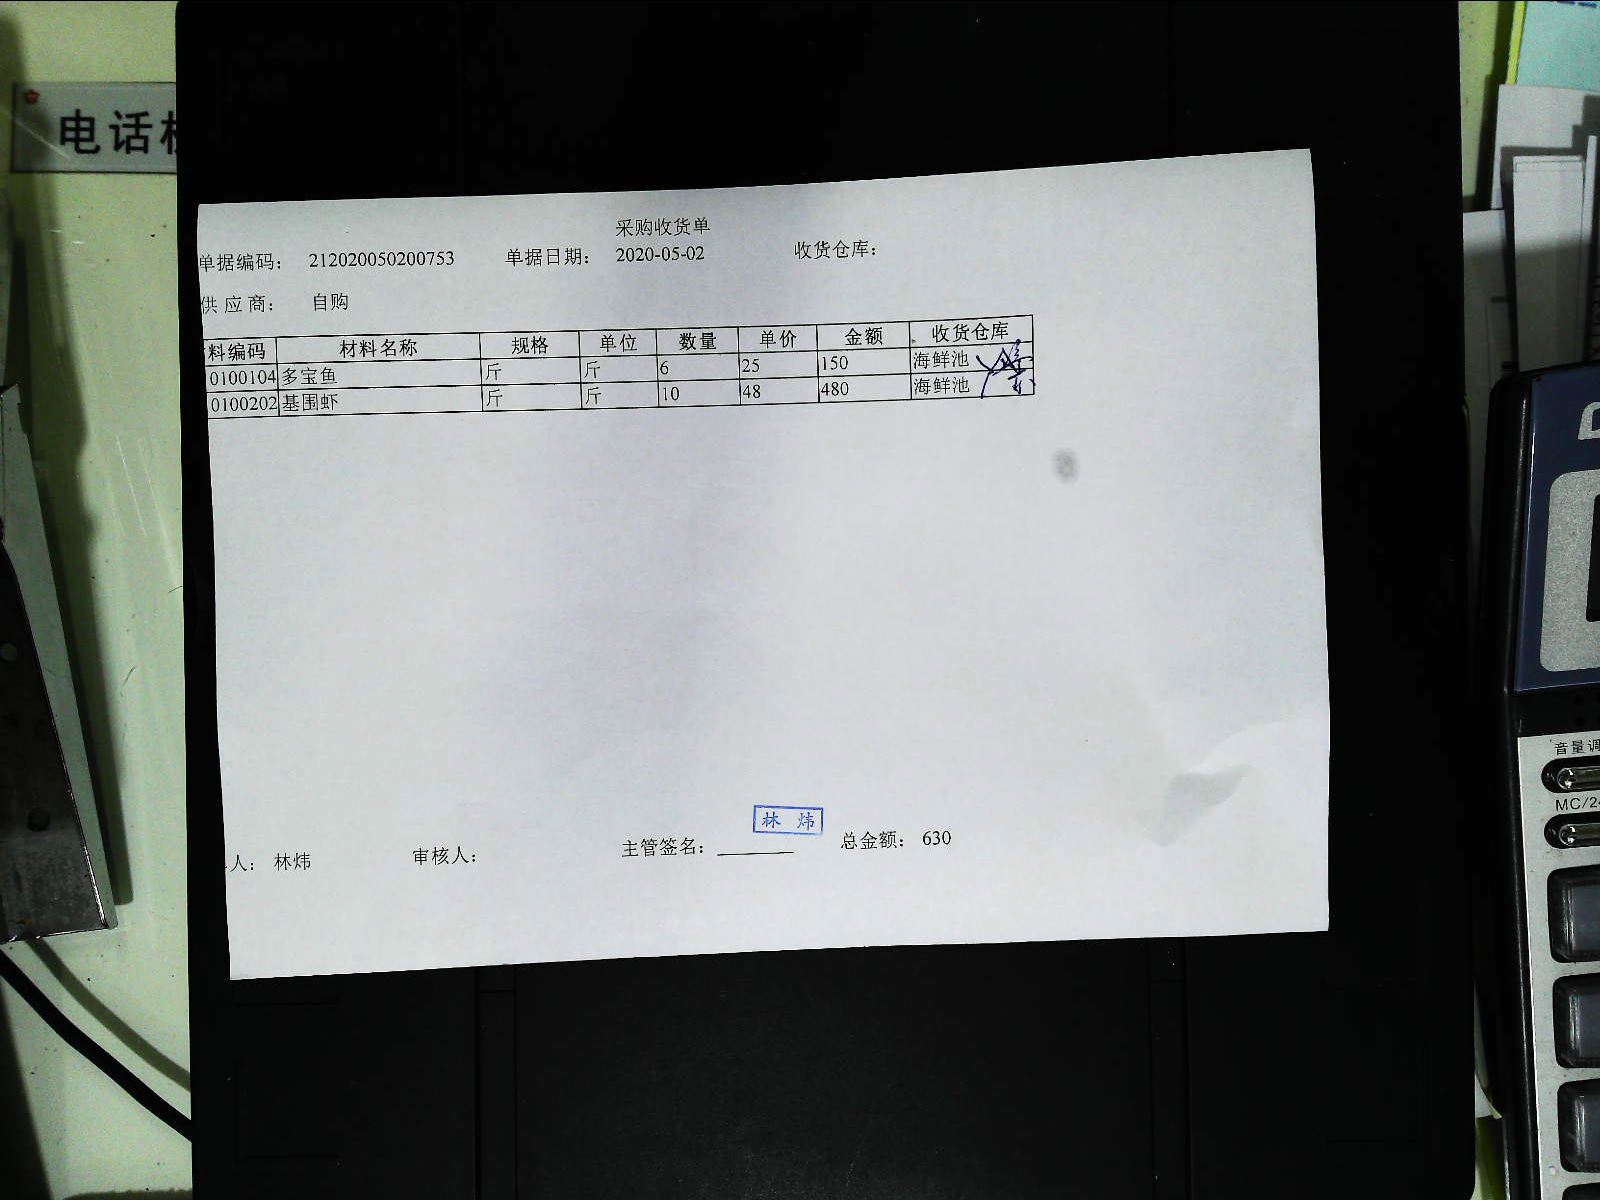 电话
采购收货单
单据编码： 212020050200753 单据日期： 2020-05-02 收货仓库：
供应商： 自购
料编码 材料名称 规格 单位 数量 单价 金额 收货仓库
0100104 多宝鱼 斤 斤 6 25 150 海鲜池
0100202 基围虾 斤 斤 10 48 480 海鲜池
林 炜
人： 林炜 审核人： 主管签名： 总金额： 630
音量调
MC/2